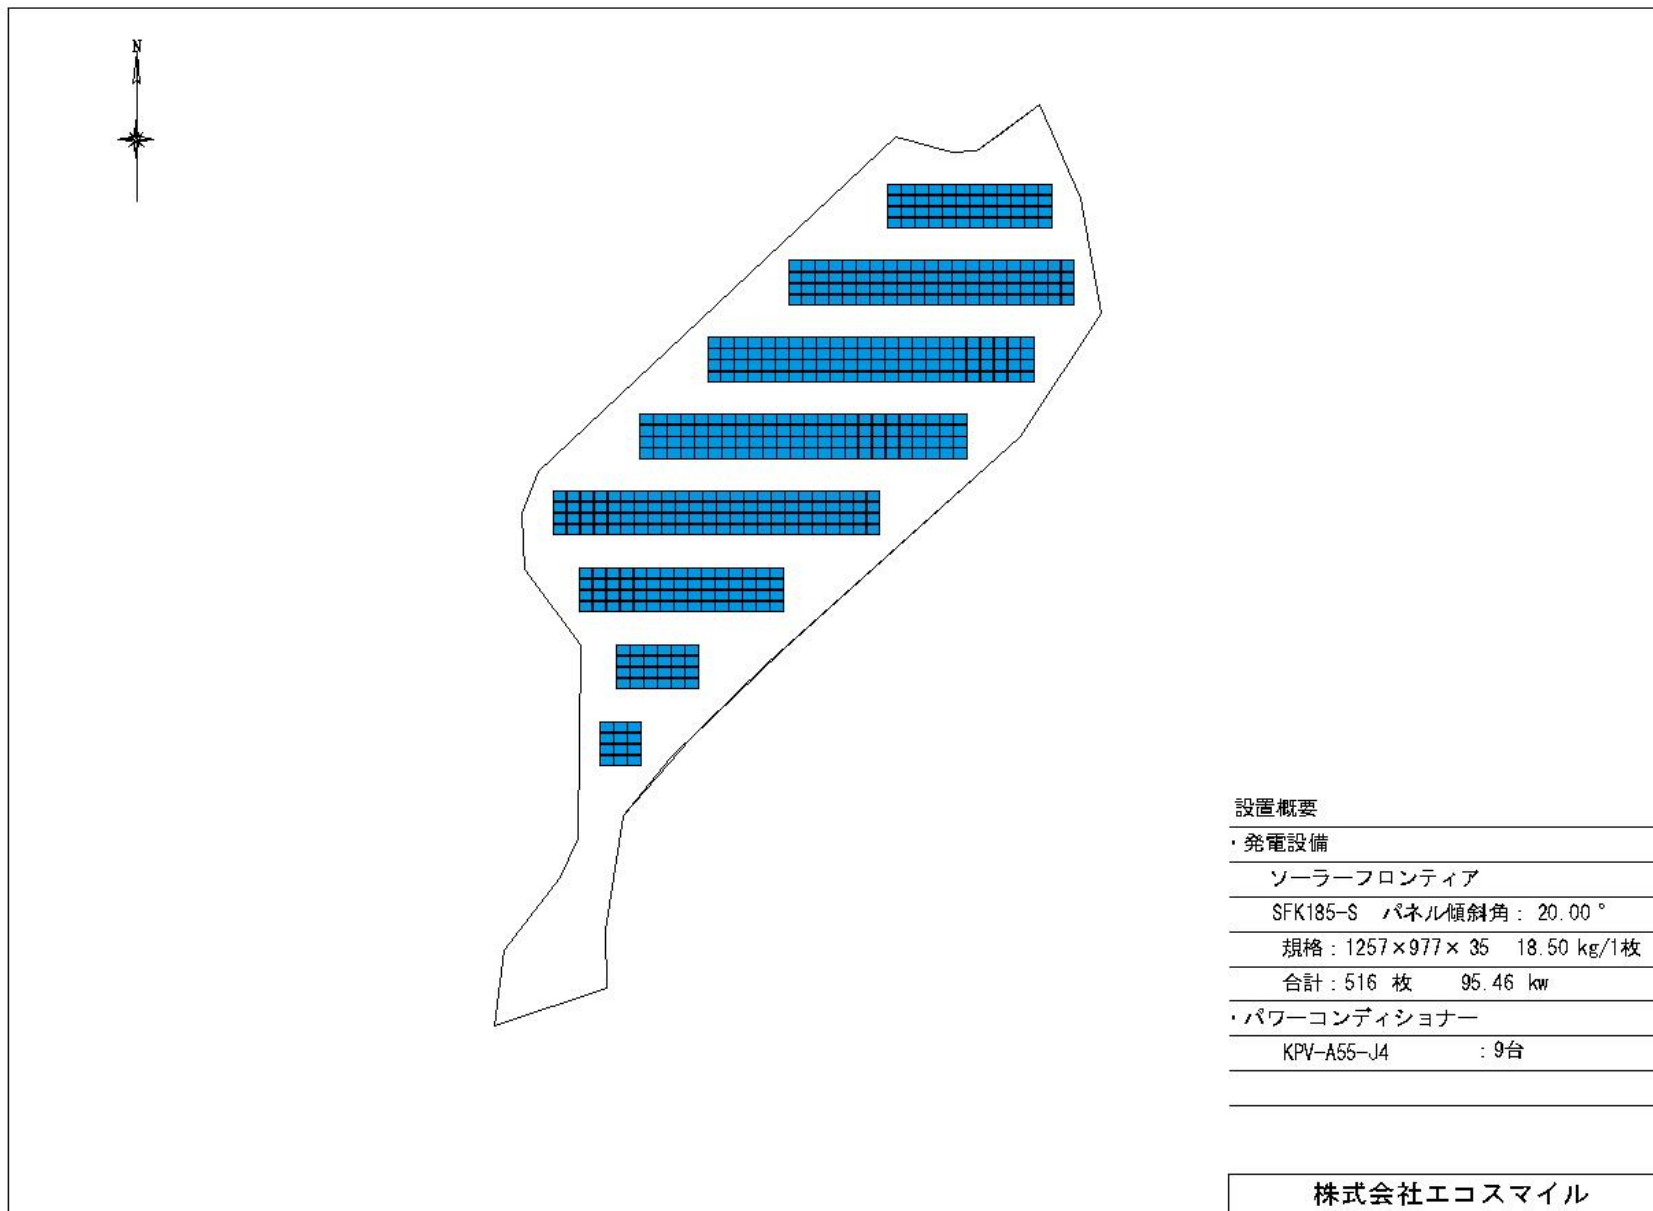 N
設置概要
・発電設備
ソーラーフロンティア
SFK185-S パネル傾斜角: 20.00°
規格:1257×977× 35 18.50 kg/1枚
合計:516 枚 95.46 kw
・パワーコンディショナー
KPV-A55-J4 :9台
株式会社エコスマイル